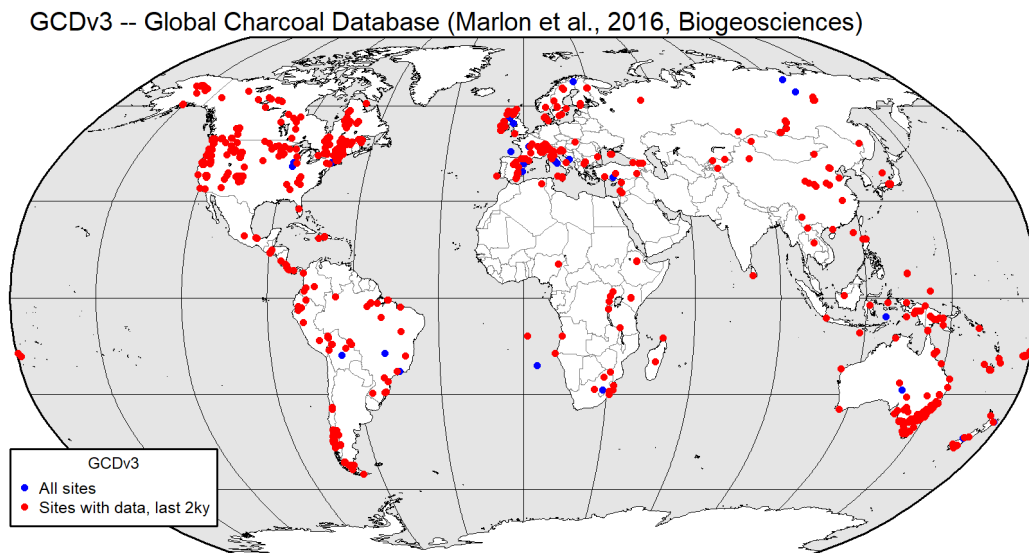 GCDv3 -- Global Charcoal Database (Marlon et al., 2016, Biogeosciences)
GCDv3
All sites
Sites with data, last 2ky